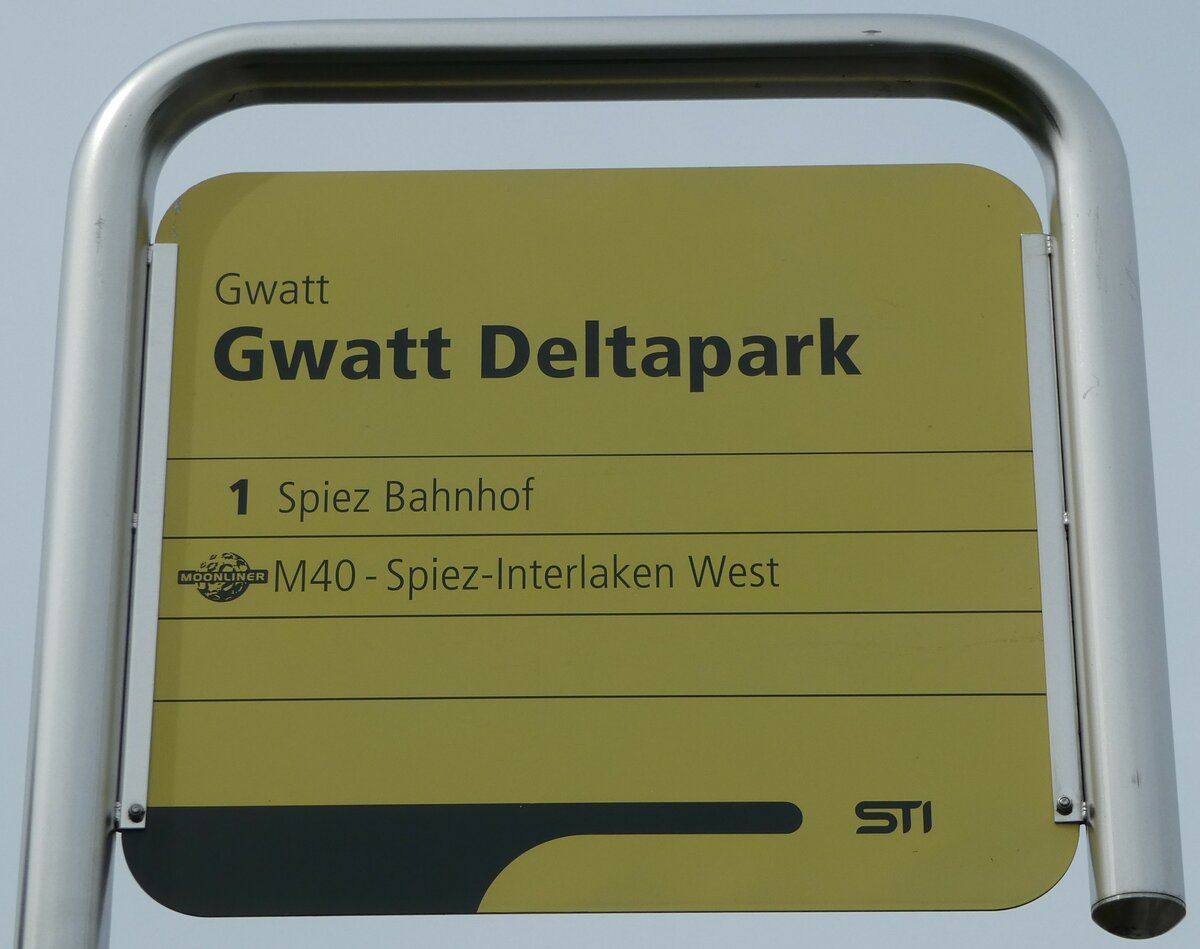 Gwatt
Gwatt Deltapark
1 Spiez Bahnhof
MOONLINER M40 - Spiez-Interlaken West
STI